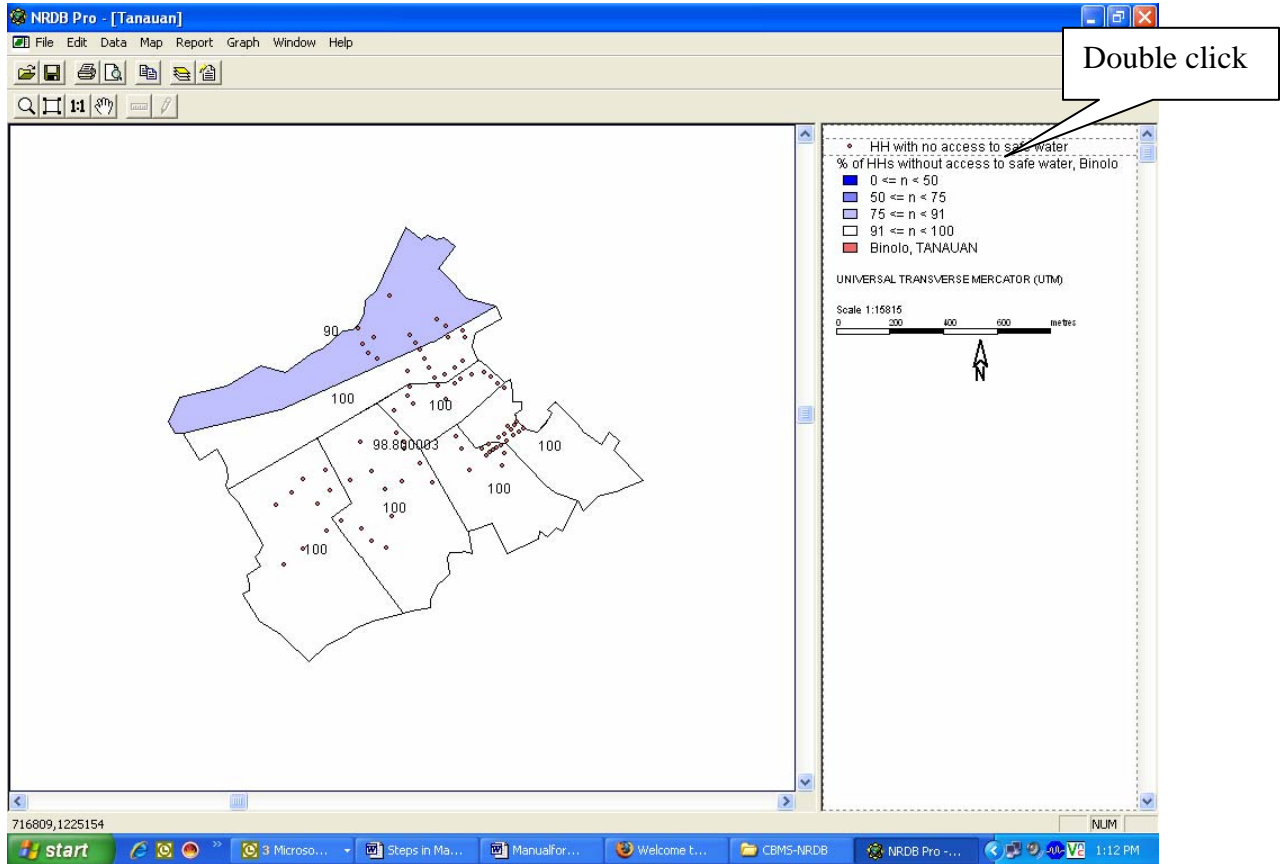 NRDB Pro - [Tanauan]
File Edit Data Map Report Graph Window Help
Double click
1:1
HH with no access to safe water
% of HHs without access to safe water, Binolo
0 <= n < 50
50 <= n < 75
75 <= n < 91
91 <= n < 100
Binolo, TANAUAN
UNIVERSAL TRANSVERSE MERCATOR (UTM)
Scale 1:15815
0 200 400 600 metres
N
90
100
100
98.800003
100
100
100
100
716809,1225154
NUM
start
3 Microso...
Steps in Ma...
Manualfor...
Welcome t...
CBMS-NRDB
NRDB Pro -...
1:12 PM